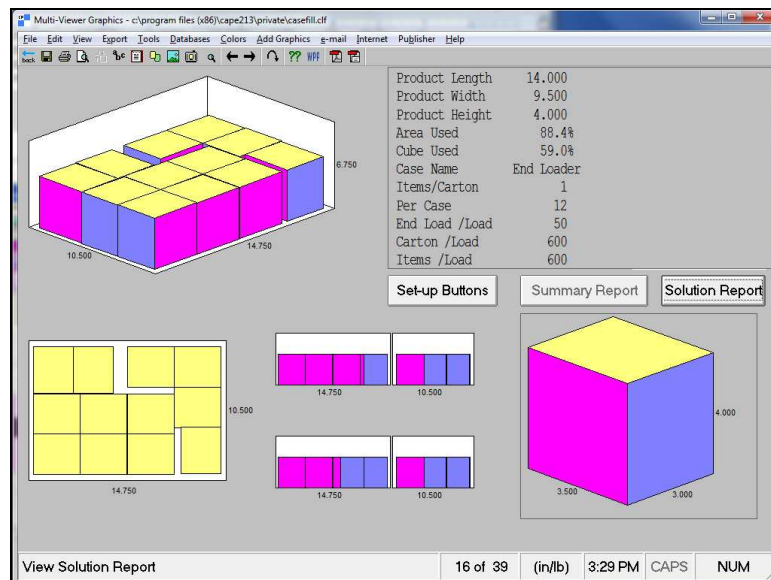 Multi-Viewer Graphics - c:\program files (x86)\cape213\private\casefill.clf
File Edit View Export Tools Databases Colors Add Graphics e-mail Internet Publisher Help
back
?? WPF
Product Length 14.000
Product Width 9.500
Product Height 4.000
Area Used 88.4%
Cube Used 59.0%
Case Name End Loader
Items/Carton 1
Per Case 12
End Load /Load 50
Carton /Load 600
Items /Load 600
6.750
10.500
14.750
Set-up Buttons
Summary Report
Solution Report
10.500
14.750
14.750
10.500
14.750
10.500
4.000
3.500
3.000
View Solution Report
16 of 39
(in/lb)
3:29 PM
CAPS
NUM